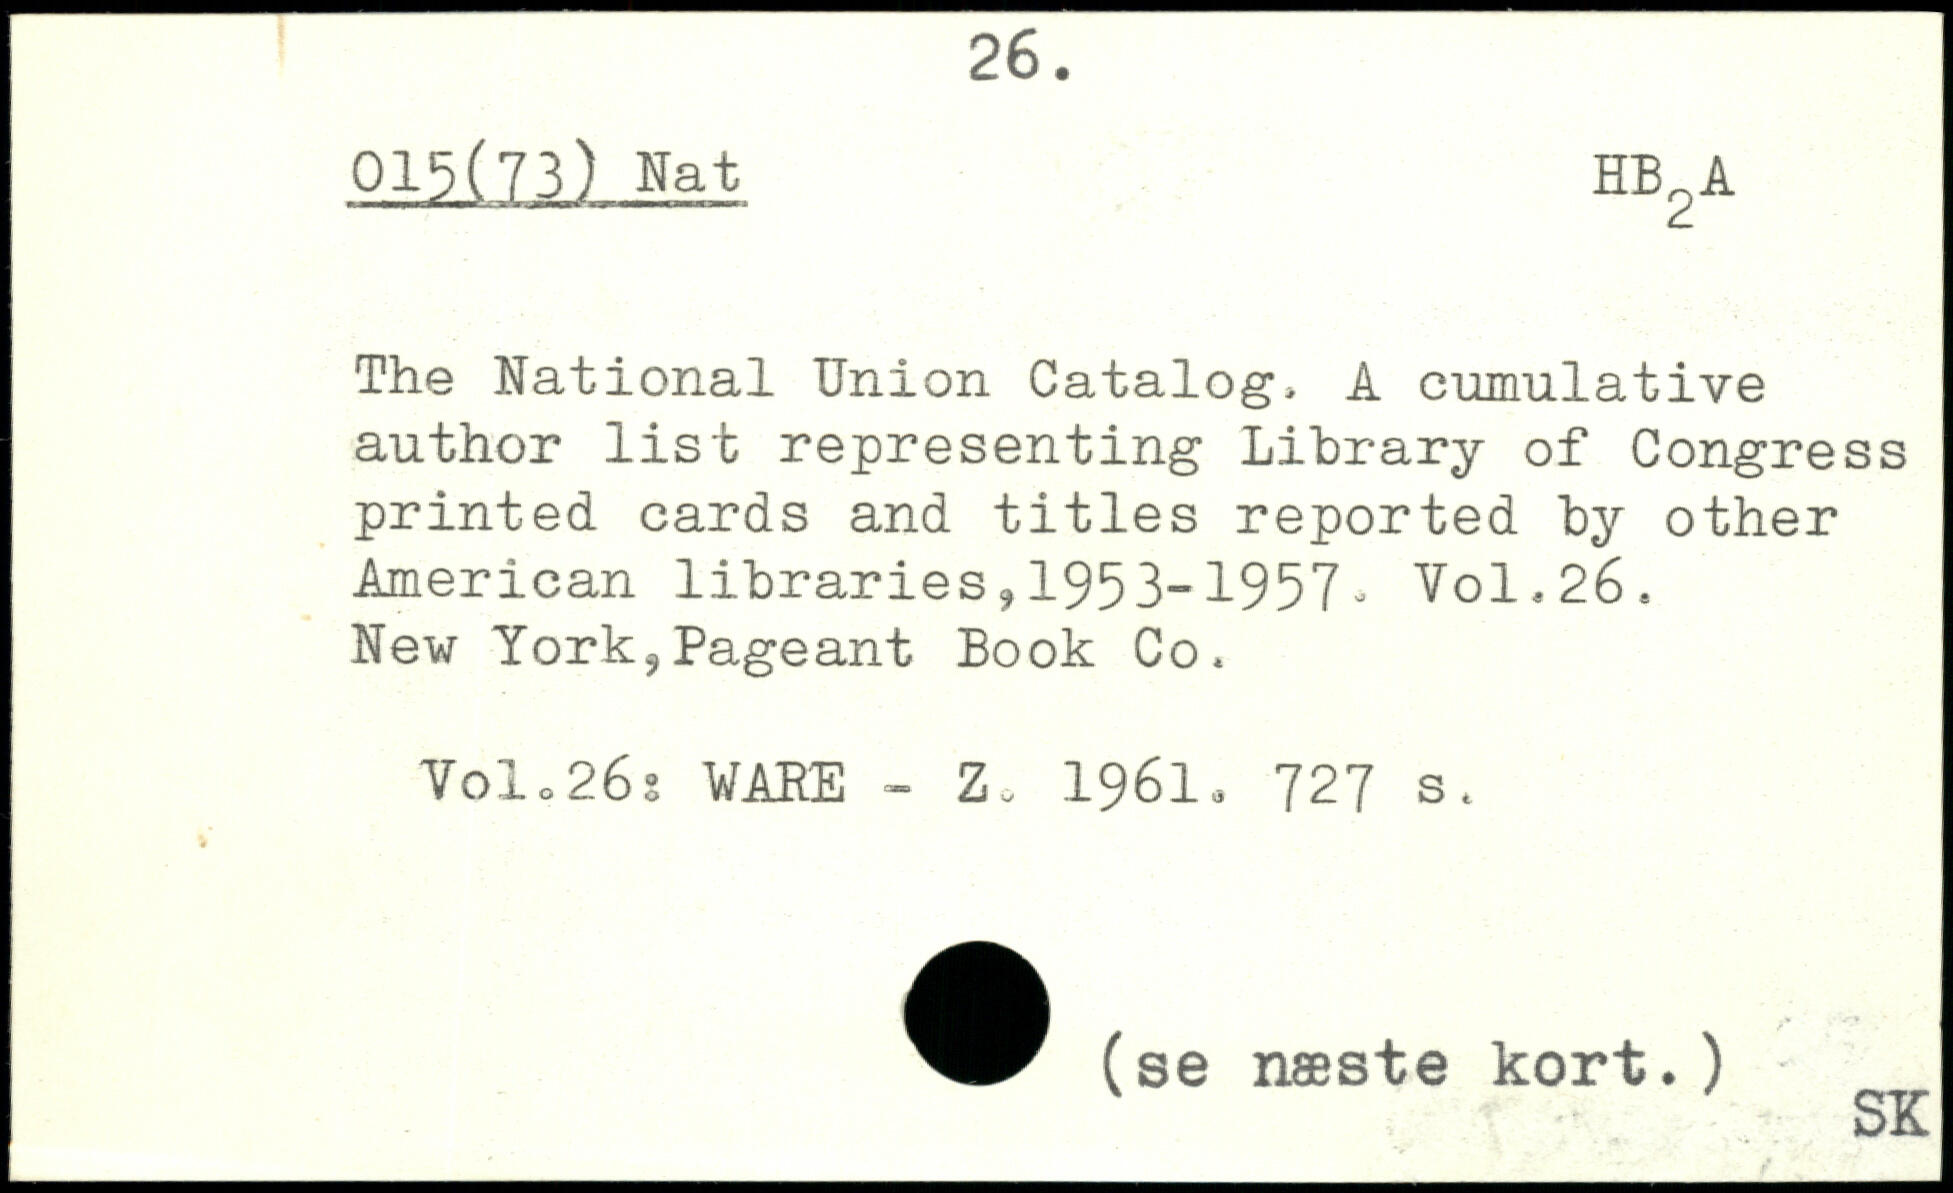 26.
015(73) Nat HB₂A
The National Union Catalog. A cumulative
author list representing Library of Congress
printed cards and titles reported by other
American libraries,1953-1957. Vol.26.
New York,Pageant Book Co.
Vol.26: WARE - Z. 1961. 727 s.
(se næste kort.)
SK